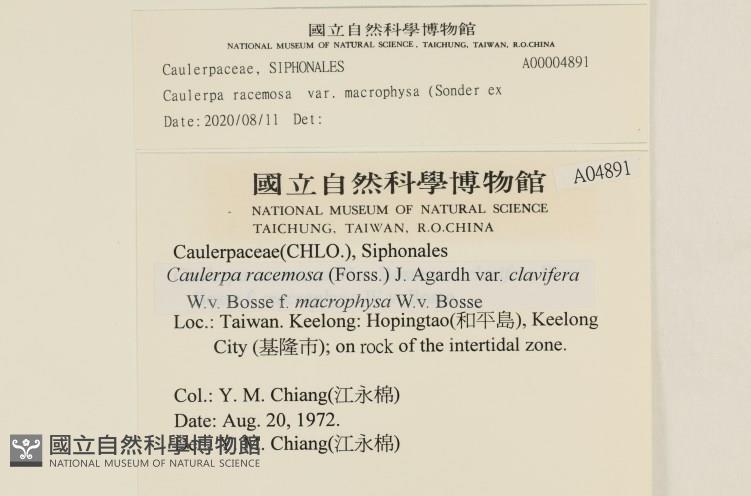 國立自然科學博物館
NATIONAL MUSEUM OF NATURAL SCIENCE, TAICHUNG, TAIWAN, R.O.CHINA
Caulerpaceae, SIPHONALES A00004891
Caulerpa racemosa var. macrophysa (Sonder ex
Date:2020/08/11 Det:
國立自然科學博物館 A04891
NATIONAL MUSEUM OF NATURAL SCIENCE
TAICHUNG, TAIWAN, R.O.CHINA
Caulerpaceae(CHLO.), Siphonales
Caulerpa racemosa (Forss.) J. Agardh var. clavifera
W.v. Bosse f. macrophysa W.v. Bosse
Loc.: Taiwan. Keelong: Hopingtao(和平島), Keelong
City (基隆市); on rock of the intertidal zone.
Col.: Y. M. Chiang(江永棉)
Date: Aug. 20, 1972.
M. Chiang(江永棉)
國立自然科學博物館
NATIONAL MUSEUM OF NATURAL SCIENCE